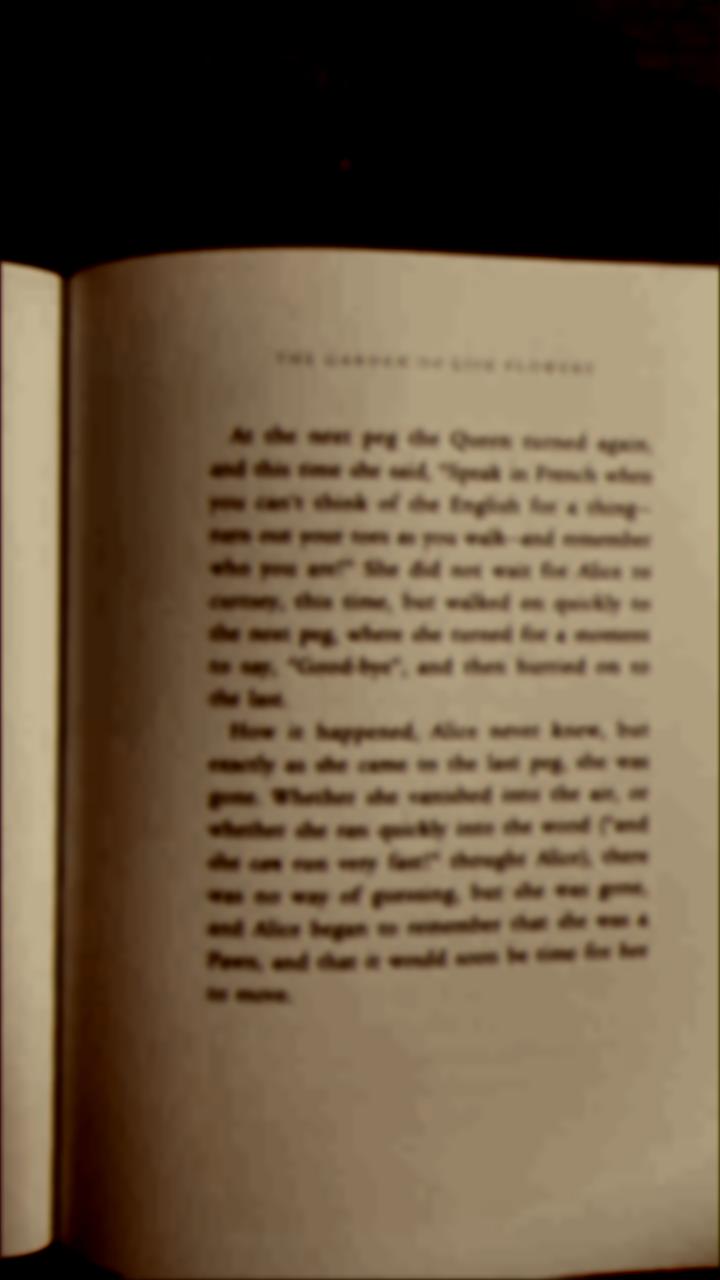 THE GARDEN OF LIVE FLOWERS
At the next peg the Queen turned again,
and this time she said, "Speak in French when
you can't think of the English for a thing—
turn out your toes as you walk—and remember
who you are!" She did not wait for Alice to
curtsey, this time, but walked on quickly to
the next peg, where she turned for a moment
to say, "Good-bye", and then hurried on to
the last.
How it happened, Alice never knew, but
exactly as she came to the last peg, she was
gone. Whether she vanished into the air, or
whether she ran quickly into the wood ("and
she can run very fast!" thought Alice), there
was no way of guessing, but she was gone,
and Alice began to remember that she was a
Pawn, and that it would soon be time for her
to move.